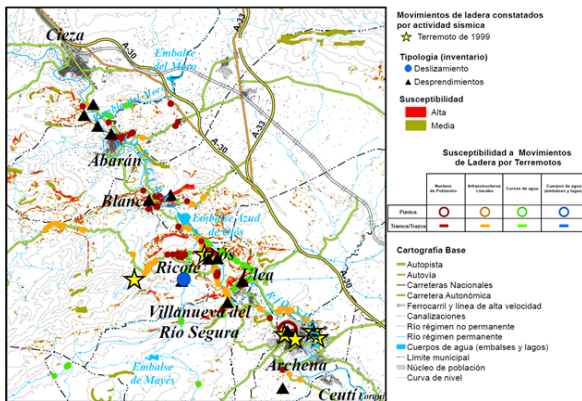 Cieza
A-33
A-30
Embalse
del Moro
A-30
A-33
Abarán
Blanca
Embalse Azud
de Ojós
Ojós
Ricote
Ulea
A-30
Villanueva del
Río Segura
Archena
Embalse
de Mayés
Ceutí
Lorquí
Movimientos de ladera constatados
por actividad sísmica
Terremoto de 1999
Tipología (inventario)
Deslizamiento
Desprendimientos
Susceptibilidad
Alta
Media
Susceptibilidad a Movimientos
de Ladera por Terremotos
Núcleos de Población
Infraestructuras Lineales
Cursos de agua
Cuerpos de agua (embalses y lagos)
Puntos
Tramos/Trazos
Cartografía Base
Autopista
Autovía
Carreteras Nacionales
Carretera Autonómica
Ferrocarril y línea de alta velocidad
Canalizaciones
Río régimen no permanente
Río régimen permanente
Cuerpos de agua (embalses y lagos)
Límite municipal
Núcleo de población
Curva de nivel